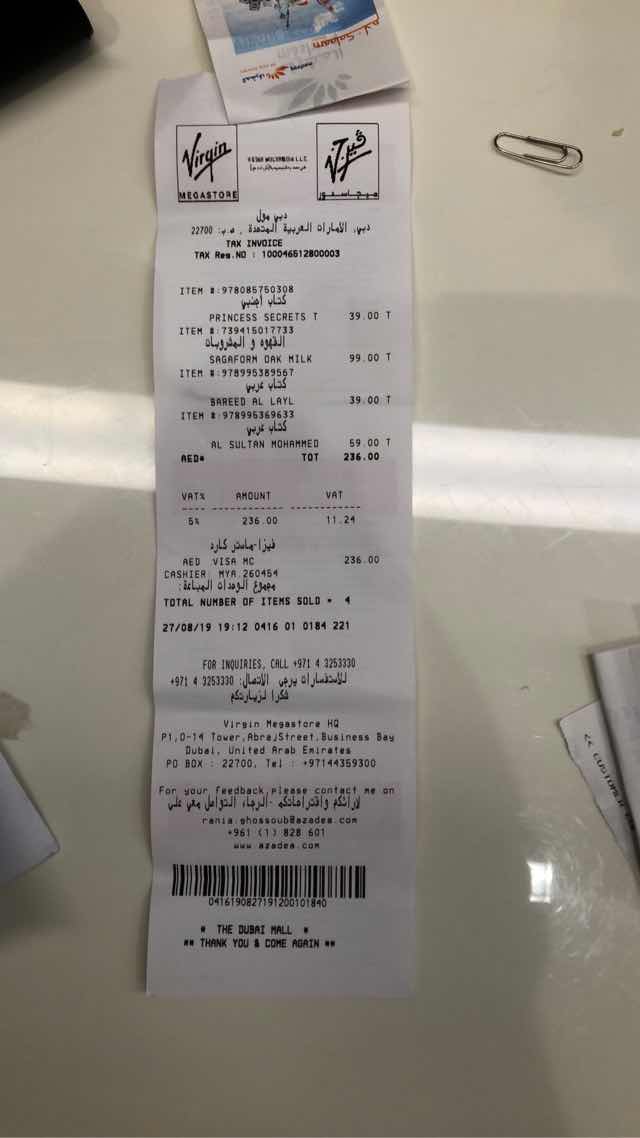 Salaam
Virgin
MEGASTORE
ڤيرجن
ميجاستور
دبي مول
دبي، الأمارات العربية المتحدة , ص.ب: 22700
TAX INVOICE
TAX Reg.NO : 100046512800003
ITEM #:978085750308
كتاب أجنبي
PRINCESS SECRETS T 39.00 T
ITEM #:739415017733
القهوه و المشروبات
SAGAFORM OAK MILK 99.00 T
ITEM #:978995389567
كتاب عربي
BAREED AL LAYL 39.00 T
ITEM #:978995369633
كتاب عربي
AL SULTAN MOHAMMED 59.00 T
AED* TOT 236.00
VAT% AMOUNT VAT
5% 236.00 11.24
فيزا-ماستر كارد
AED VISA MC 236.00
CASHIER: MYA.260454
مجموع الوحدات المباعة:
TOTAL NUMBER OF ITEMS SOLD = 4
27/08/19 19:12 0416 01 0184 221
FOR INQUIRIES, CALL +971 4 3253330
للاستفسارات يرجى الاتصال: 3253330 4 971+
شكرا لزيارتكم
Virgin Megastore HQ
P1,O-14 Tower,AbrajStreet,Business Bay
Dubai, United Arab Emirates
PO BOX : 22700, Tel : +97144359300
For your feedback please contact me on
لارائكم واقتراحاتكم -الرجاء التواصل معي على
rania.ghossoub@azadea.com
+961 (1) 828 601
www.azadea.com
0416190827191200101840
* THE DUBAI MALL *
** THANK YOU & COME AGAIN **
CUSTOMER